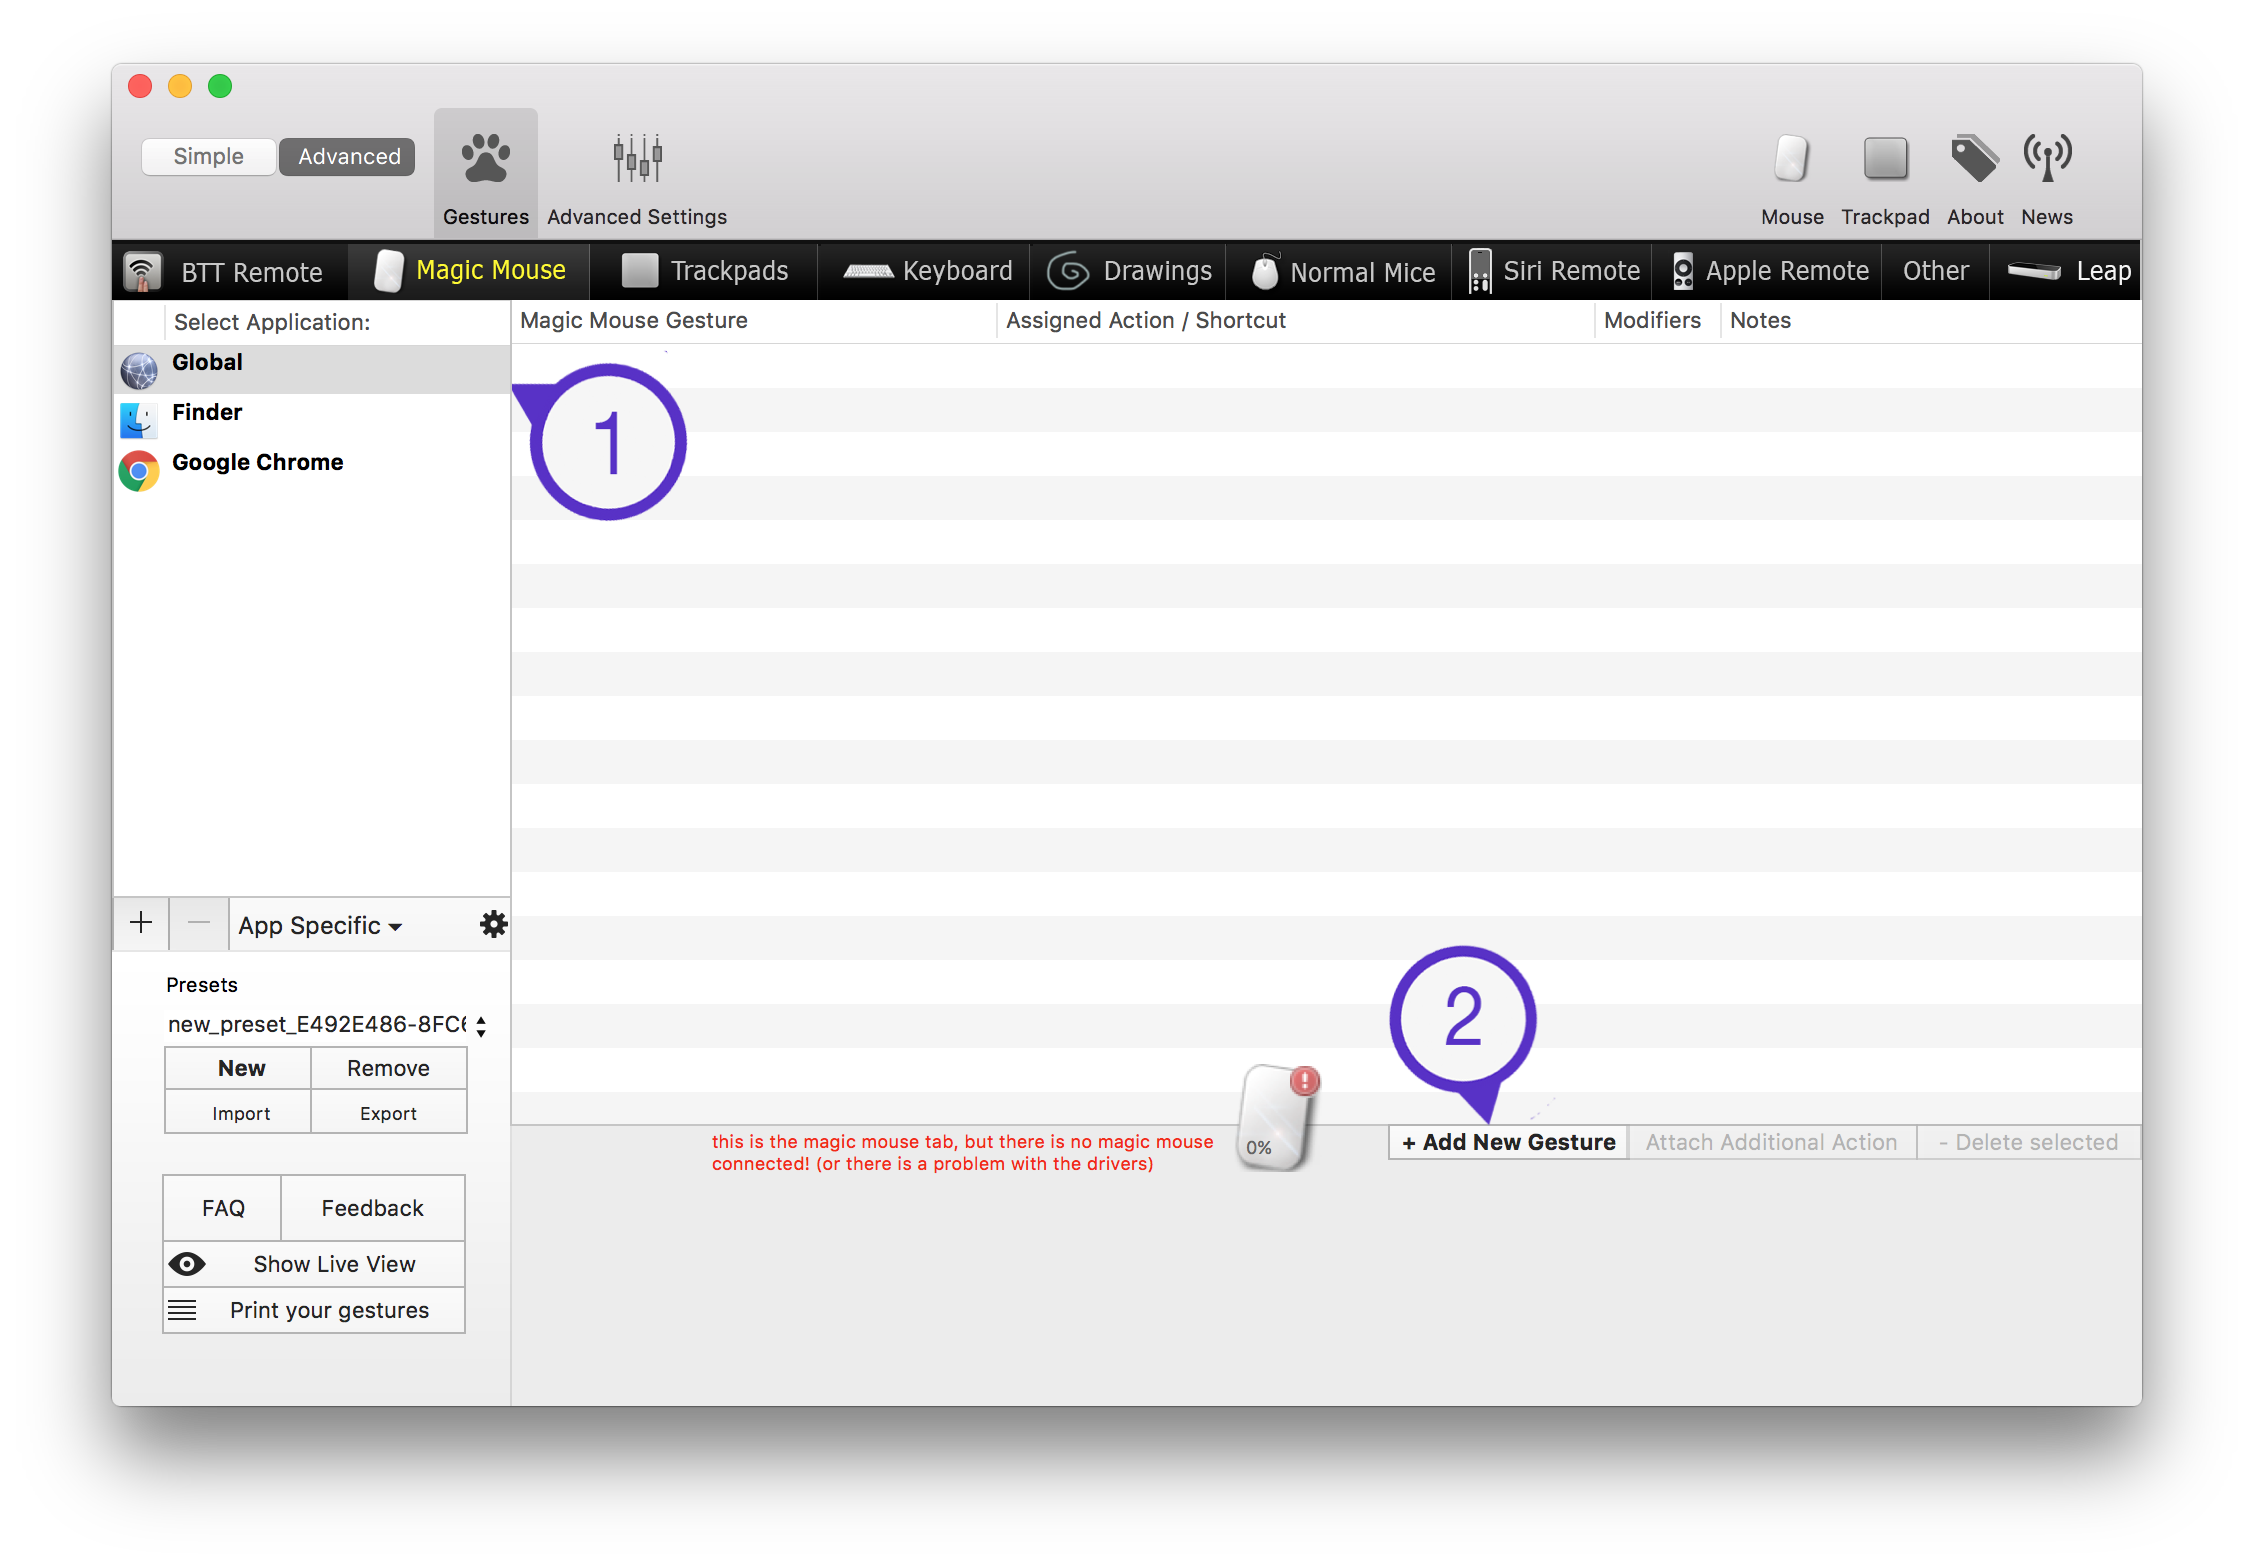 Simple
Advanced
Gestures
Advanced Settings
Mouse
Trackpad
About
News
BTT Remote
Magic Mouse
Trackpads
Keyboard
Drawings
Normal Mice
Siri Remote
Apple Remote
Other
Leap
Select Application:
Magic Mouse Gesture
Assigned Action / Shortcut
Modifiers
Notes
Global
Finder
Google Chrome
1
App Specific
Presets
new_preset_E492E486-8FC6
New
Remove
Import
Export
2
this is the magic mouse tab, but there is no magic mouse
connected! (or there is a problem with the drivers)
0%
+ Add New Gesture
Attach Additional Action
- Delete selected
FAQ
Feedback
Show Live View
Print your gestures